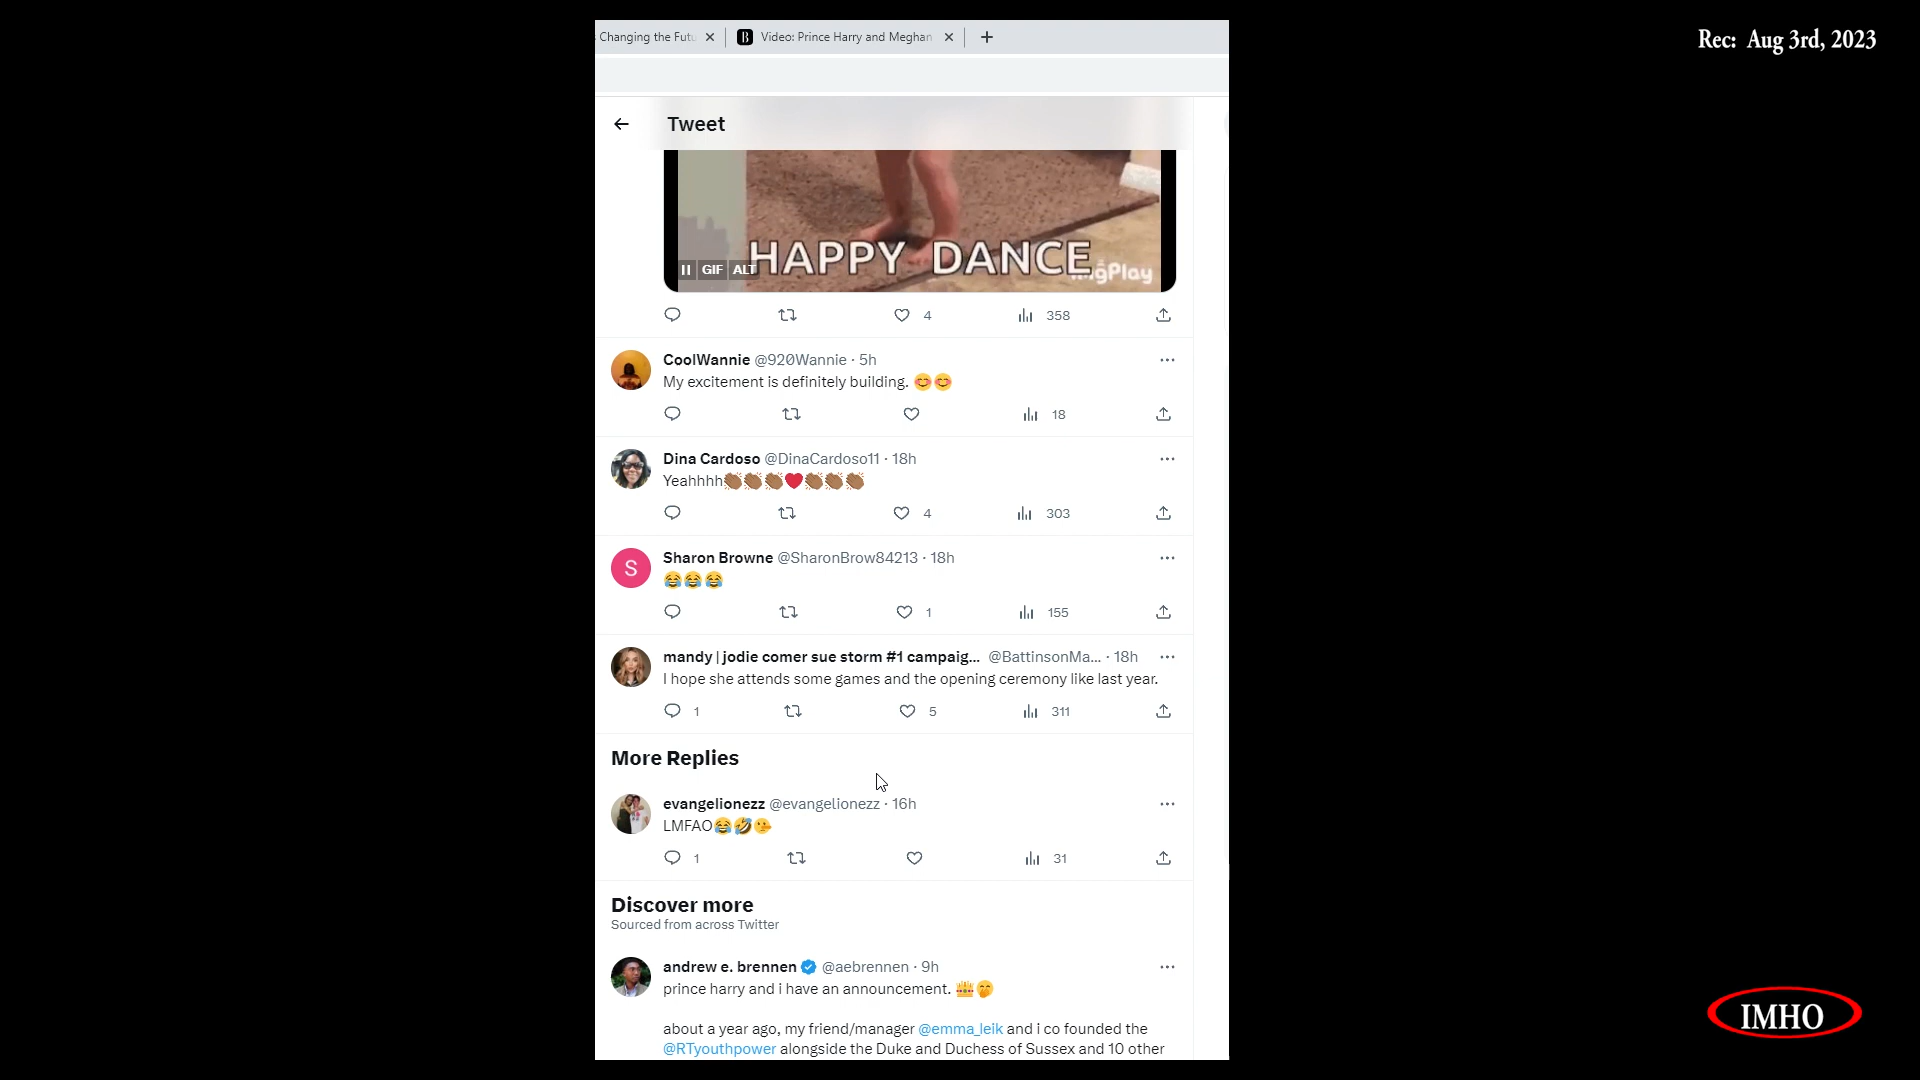 Changing the Futu
Video: Prince Harry and Meghan
Rec: Aug 3rd, 2023
Tweet
HAPPY DANCE
GIF ALT
ImgPlay
4 358
CoolWannie @920Wannie · 5h
My excitement is definitely building. 😊😊
18
Dina Cardoso @DinaCardoso11 · 18h
Yeahhhh👏🏾👏🏾👏🏾❤️👏🏾👏🏾👏🏾
4 303
S
Sharon Browne @SharonBrow84213 · 18h
😂😂😂
1 155
mandy | jodie comer sue storm #1 campaig... @BattinsonMa... · 18h
I hope she attends some games and the opening ceremony like last year.
1 5 311
More Replies
evangelionezz @evangelionezz · 16h
LMFAO😂🤣🤥
1 31
Discover more
Sourced from across Twitter
andrew e. brennen @aebrennen · 9h
prince harry and i have an announcement. 👑🤭
about a year ago, my friend/manager @emma_leik and i co founded the
@RTyouthpower alongside the Duke and Duchess of Sussex and 10 other
IMHO